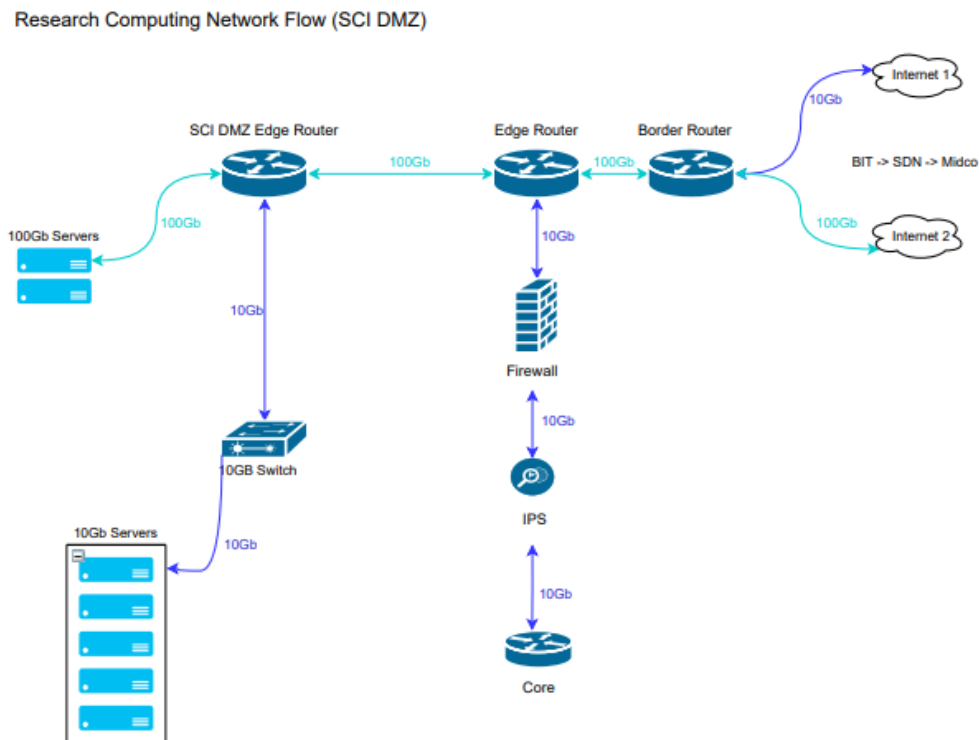 Research Computing Network Flow (SCI DMZ)
Internet 1
10Gb
SCI DMZ Edge Router
Edge Router
Border Router
100Gb
100Gb
BIT -> SDN -> Midco
100Gb
100Gb
100Gb Servers
10Gb
Internet 2
10Gb
Firewall
10Gb
10GB Switch
IPS
10Gb Servers
10Gb
10Gb
Core